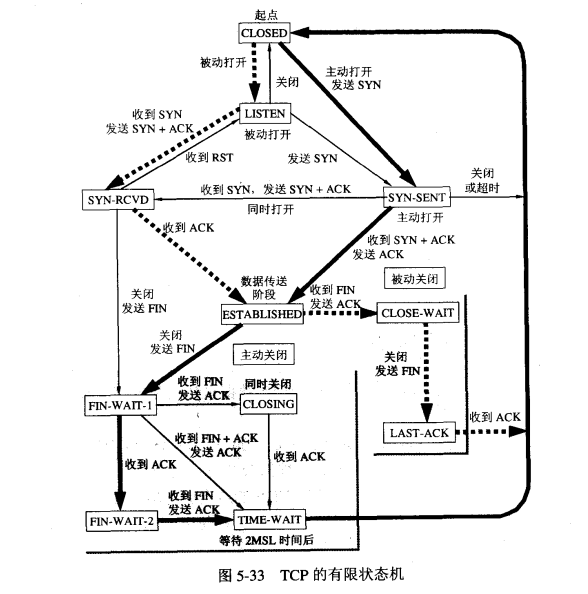 起点
CLOSED
被动打开
关闭
主动打开
发送 SYN
收到 SYN
发送 SYN + ACK
LISTEN
被动打开
收到 RST
发送 SYN
SYN-RCVD
收到 SYN，发送 SYN + ACK
同时打开
SYN-SENT
主动打开
关闭
或超时
收到 ACK
收到 SYN + ACK
发送 ACK
被动关闭
数据传送
阶段
ESTABLISHED
收到 FIN
发送 ACK
CLOSE-WAIT
关闭
发送 FIN
关闭
发送 FIN
主动关闭
关闭
发送 FIN
FIN-WAIT-1
收到 FIN
发送 ACK
同时关闭
CLOSING
LAST-ACK
收到 ACK
收到 ACK
收到 FIN + ACK
发送 ACK
收到 ACK
FIN-WAIT-2
收到 FIN
发送 ACK
TIME-WAIT
等待 2MSL 时间后
图 5-33 TCP 的有限状态机